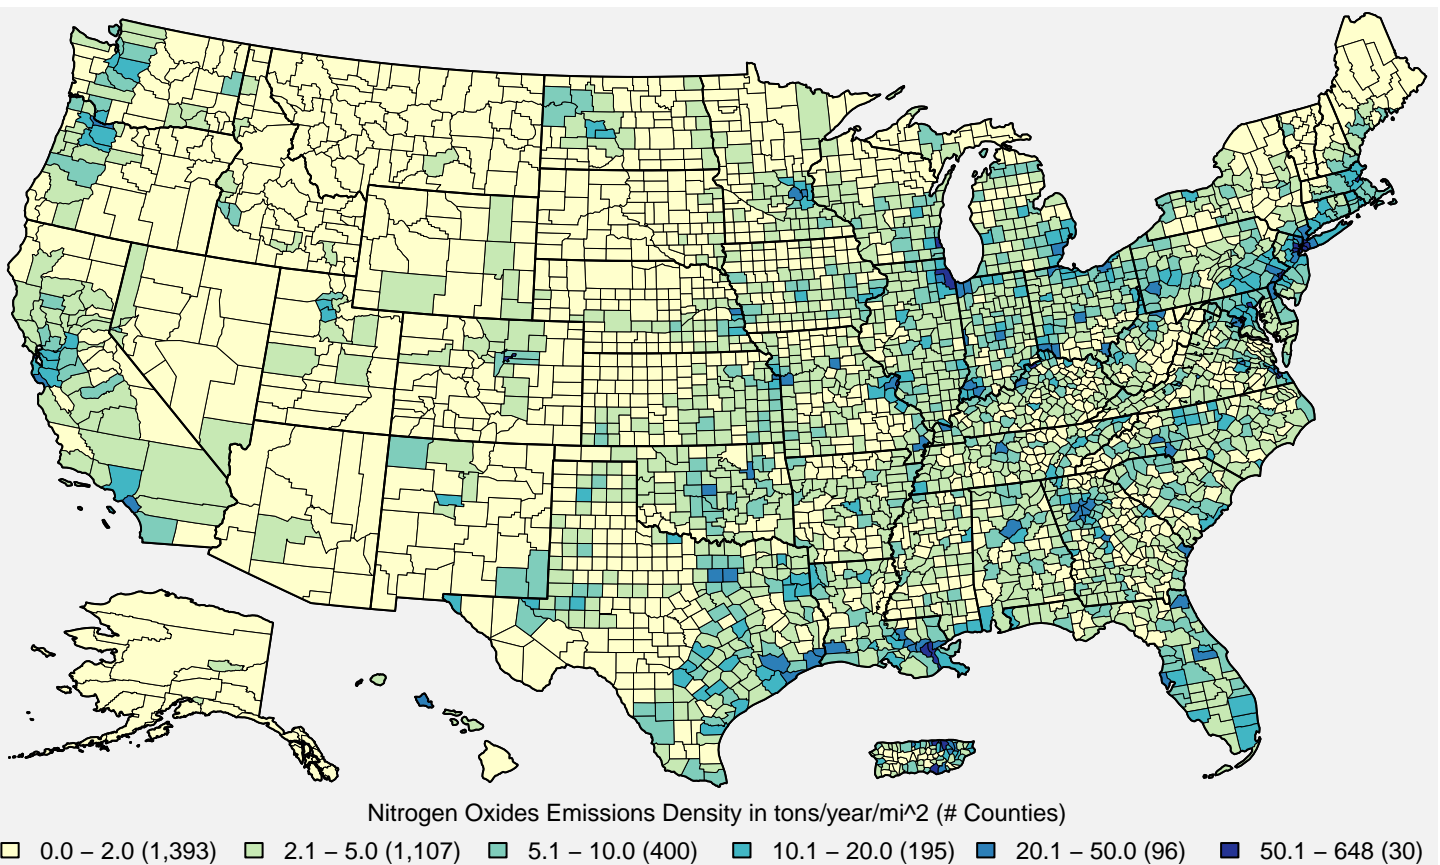 Nitrogen Oxides Emissions Density in tons/year/mi^2 (# Counties)
0.0 − 2.0 (1,393) 2.1 − 5.0 (1,107) 5.1 − 10.0 (400) 10.1 − 20.0 (195) 20.1 − 50.0 (96) 50.1 − 648 (30)